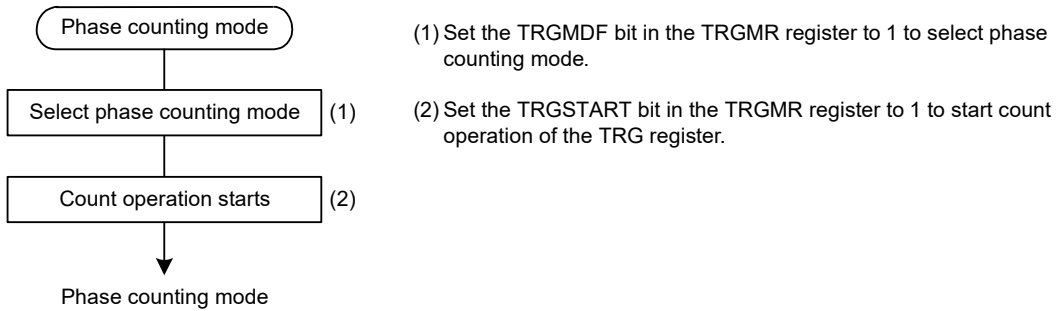 Phase counting mode
Select phase counting mode (1)
Count operation starts (2)
Phase counting mode
(1) Set the TRGMDF bit in the TRGMR register to 1 to select phase
counting mode.
(2) Set the TRGSTART bit in the TRGMR register to 1 to start count
operation of the TRG register.